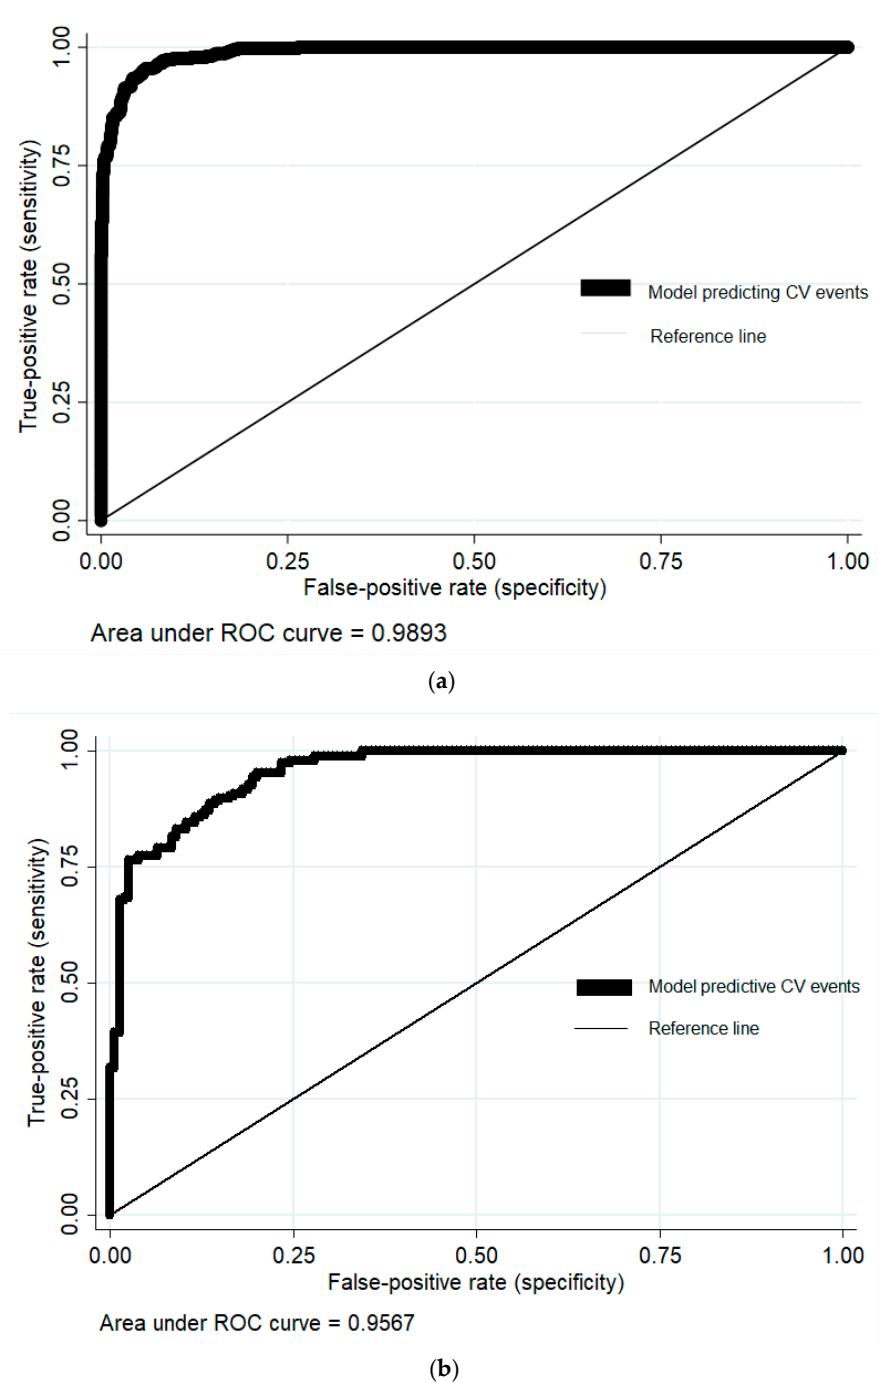 1.00
0.75
0.50
0.25
0.00
True-positive rate (sensitivity)
Model predicting CV events
Reference line
0.00 0.25 0.50 0.75 1.00
False-positive rate (specificity)
Area under ROC curve = 0.9893
(a)
1.00
0.75
0.50
0.25
0.00
True-positive rate (sensitivity)
Model predictive CV events
Reference line
0.00 0.25 0.50 0.75 1.00
False-positive rate (specificity)
Area under ROC curve = 0.9567
(b)